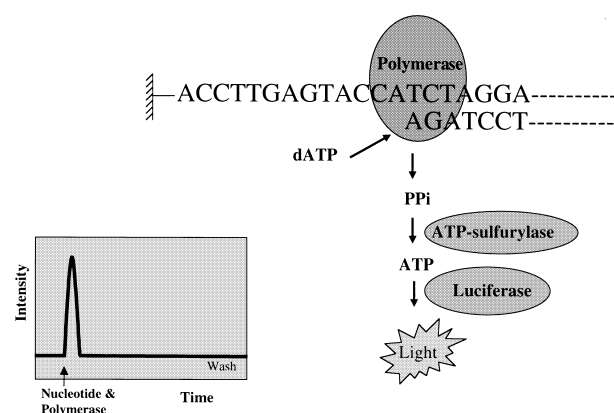 Polymerase
ACCTTGAGTACCATCTAGGA
AGATCCT
dATP
PPi
ATP-sulfurylase
ATP
Luciferase
Light
Intensity
Wash
Nucleotide &
Polymerase
Time